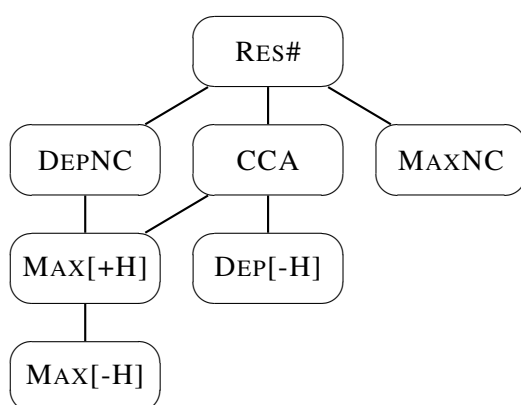 RES#
DEPNC
CCA
MAXNC
MAX[+H]
DEP[-H]
MAX[-H]